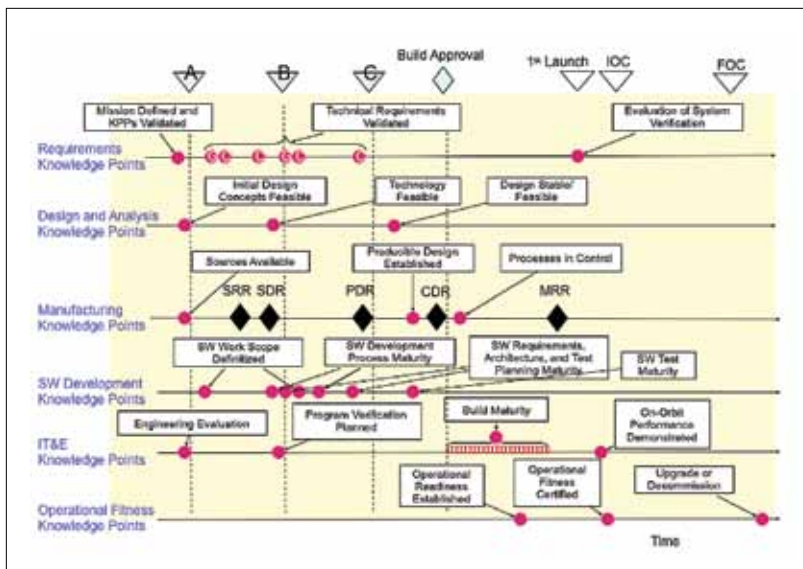 A
B
C
Build Approval
1st Launch
IOC
FOC
Mission Defined and
KPPs Validated
Technical Requirements
Validated
Evaluation of System
Verification
Requirements
Knowledge Points
Initial Design
Concepts Feasible
Technology
Feasible
Design Stable/
Feasible
Design and Analysis
Knowledge Points
Sources Available
Producible Design
Established
Processes in Control
SRR
SDR
PDR
CDR
MRR
Manufacturing
Knowledge Points
SW Work Scope
Definitized
SW Development
Process Maturity
SW Requirements,
Architecture, and Test
Planning Maturity
SW Test
Maturity
SW Development
Knowledge Points
Engineering Evaluation
Program Verification
Planned
Build Maturity
On-Orbit
Performance
Demonstrated
IT&E
Knowledge Points
Operational
Readiness
Established
Operational
Fitness
Certified
Upgrade or
Decommission
Operational Fitness
Knowledge Points
Time